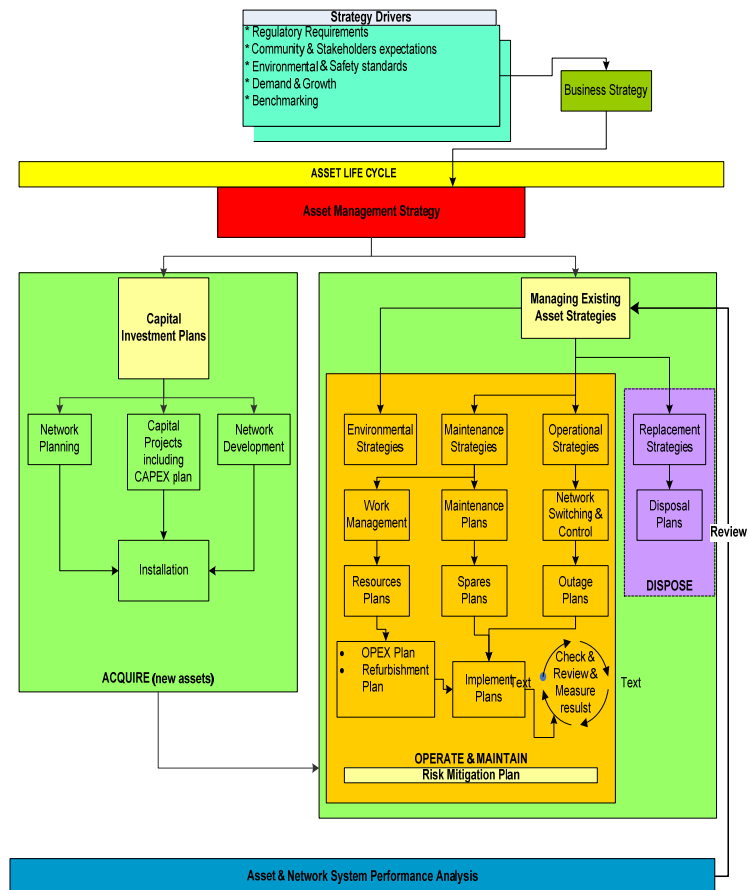 Strategy Drivers
* Regulatory Requirements
* Community & Stakeholders expectations
* Environmental & Safety standards
* Demand & Growth
* Benchmarking
Business Strategy
ASSET LIFE CYCLE
Asset Management Strategy
Capital
Investment Plans
Managing Existing
Asset Strategies
Network
Planning
Capital
Projects
including
CAPEX plan
Network
Development
Environmental
Strategies
Maintenance
Strategies
Operational
Strategies
Replacement
Strategies
Work
Management
Maintenance
Plans
Network
Switching &
Control
Disposal
Plans
Review
Installation
Resources
Plans
Spares
Plans
Outage
Plans
DISPOSE
• OPEX Plan
• Refurbishment
Plan
Implement
Plans
Text
Check &
Review &
Measure
resulst
Text
ACQUIRE (new assets)
OPERATE & MAINTAIN
Risk Mitigation Plan
Asset & Network System Performance Analysis